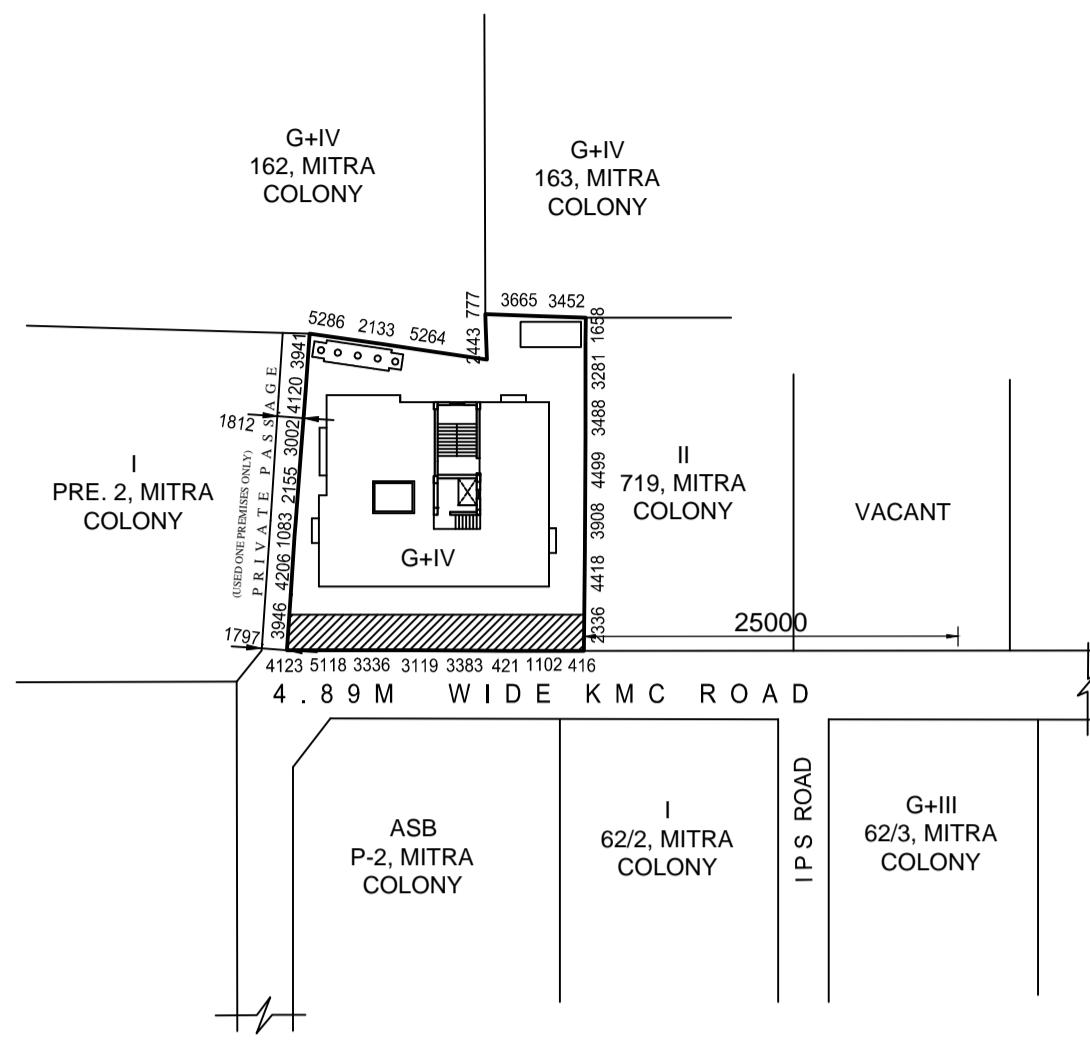 G+IV
162, MITRA
COLONY
G+IV
163, MITRA
COLONY
5286 2133 5264
777
2443
3665 3452
1658
3281
3488
4499
3908
4418
2336
3941
4120
3002
2155
1083
4206
3946
1812
1797
PRIVATE PASSAGE
(USED ONE PREMISES ONLY)
I
PRE. 2, MITRA
COLONY
G+IV
II
719, MITRA
COLONY
VACANT
25000
4123 5118 3336 3119 3383 421 1102 416
4.89M WIDE KMC ROAD
ASB
P-2, MITRA
COLONY
I
62/2, MITRA
COLONY
IPS ROAD
G+III
62/3, MITRA
COLONY